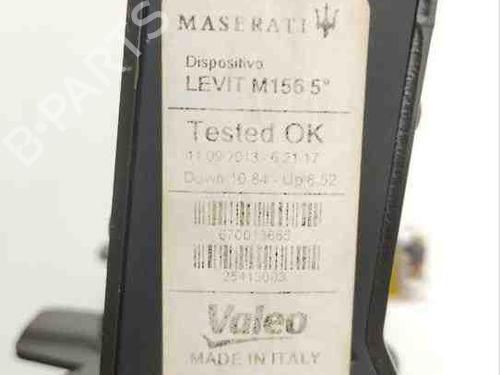 MASERATI
Dispositivo
LEVIT M156 5°
Tested OK
11.09.2013 - 6.21.17
Down 10.84 - Up 8.52
670013665
25413003
Valeo
MADE IN ITALY
B-PARTS